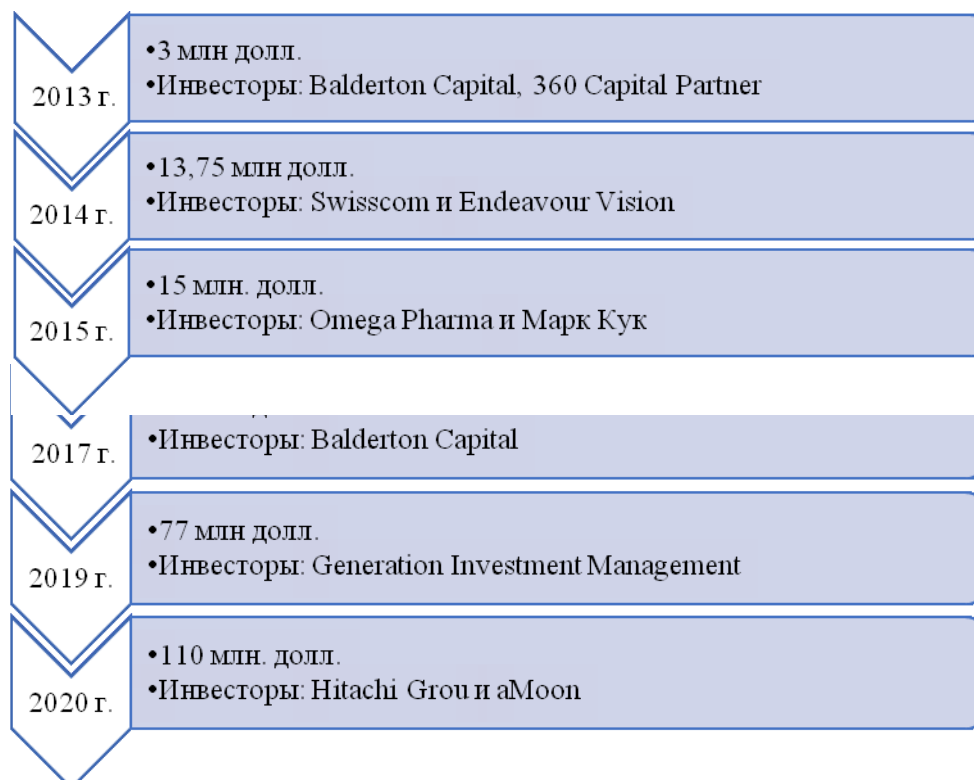 2013 г.
•3 млн долл.
•Инвесторы: Balderton Capital, 360 Capital Partner
2014 г.
•13,75 млн долл.
•Инвесторы: Swisscom и Endeavour Vision
2015 г.
•15 млн. долл.
•Инвесторы: Omega Pharma и Марк Кук
2017 г.
•Инвесторы: Balderton Capital
2019 г.
•77 млн долл.
•Инвесторы: Generation Investment Management
2020 г.
•110 млн. долл.
•Инвесторы: Hitachi Grou и aMoon